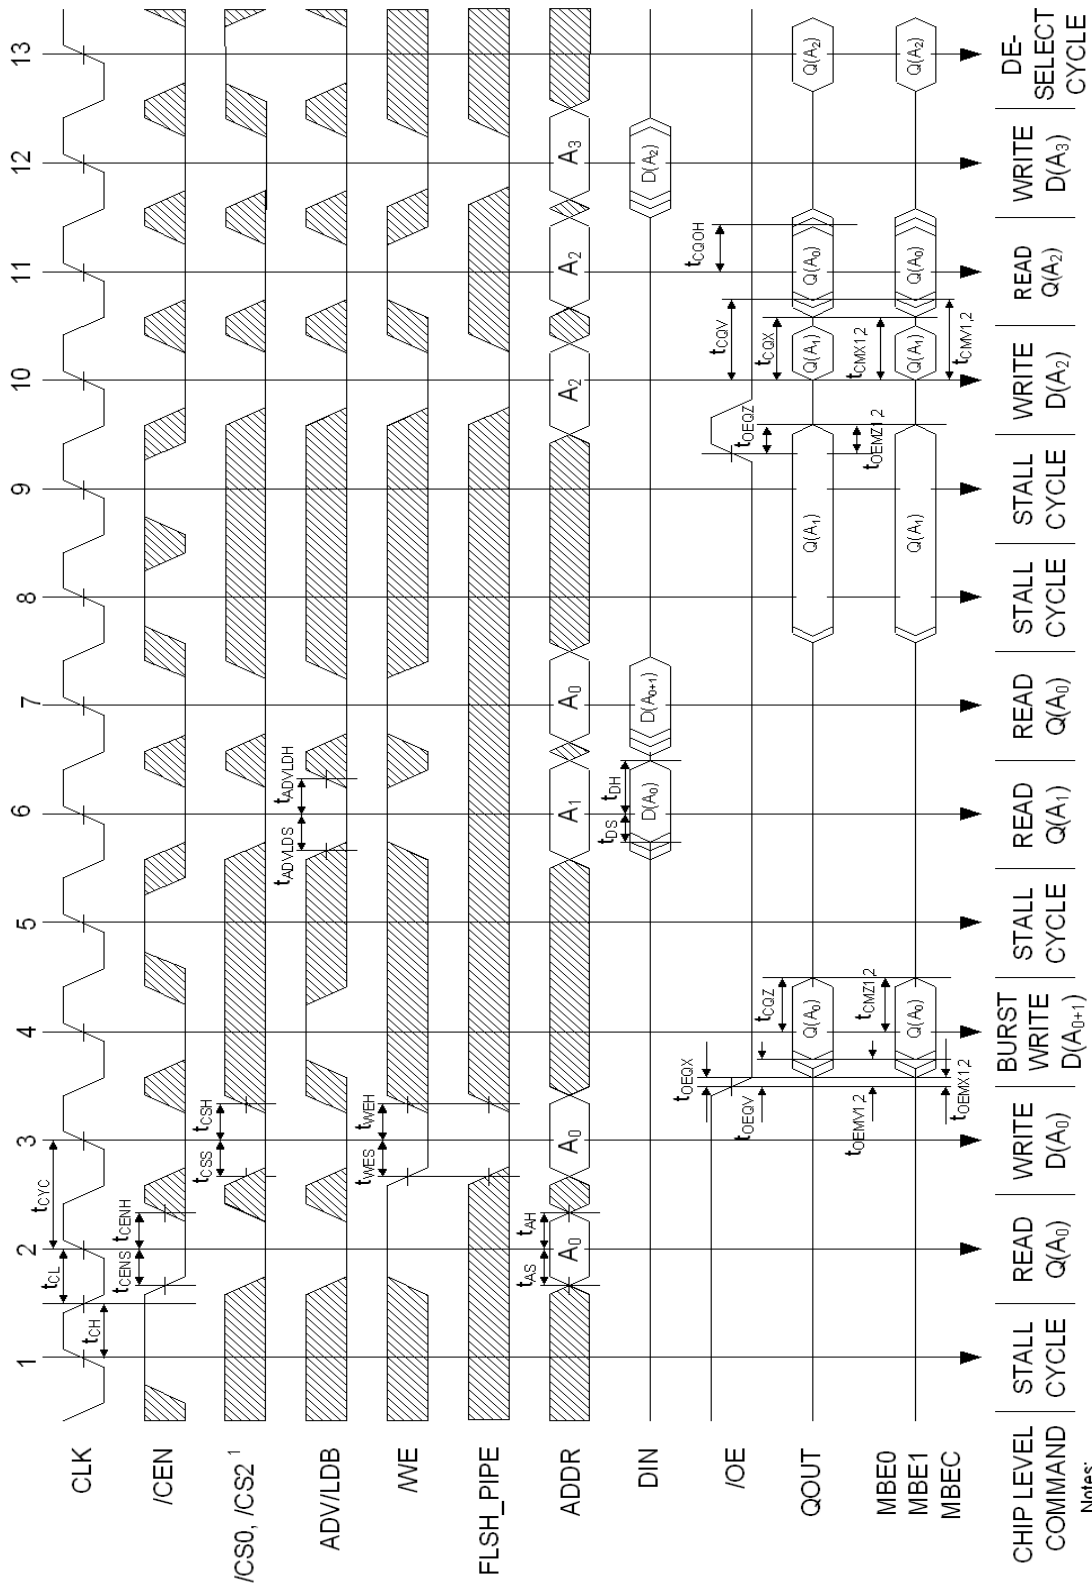 1 2 3 4 5 6 7 8 9 10 11 12 13
CLK
tCH tCL tCYC
/CEN
tCENS tCENH
/CS0, /CS2 1
tCSS tCSH
ADV/LDB
tADVLDS tADVLDH
/WE
tWES tWEH
FLSH_PIPE
ADDR
tAS tAH
A0 A0 A1 A0 A2 A2 A3
DIN
tDS tDH
D(A0) D(A0+1) D(A2)
/OE
tOEQX
tOEQV
tCQZ
tOEQZ
tCQV
tCQX
tCQOH
QOUT
Q(A0) Q(A1) Q(A1) Q(A0) Q(A2)
tOEMV1,2
tOEMX1,2
tCMZ1,2
tOEMZ1,2
tCMX1,2
tCMV1,2
MBE0
MBE1
MBEC
Q(A0) Q(A1) Q(A1) Q(A0) Q(A2)
CHIP LEVEL
COMMAND
STALL
CYCLE
READ
Q(A0)
WRITE
D(A0)
BURST
WRITE
D(A0+1)
STALL
CYCLE
READ
Q(A1)
READ
Q(A0)
STALL
CYCLE
STALL
CYCLE
WRITE
D(A2)
READ
Q(A2)
WRITE
D(A3)
DE-
SELECT
CYCLE
Notes: